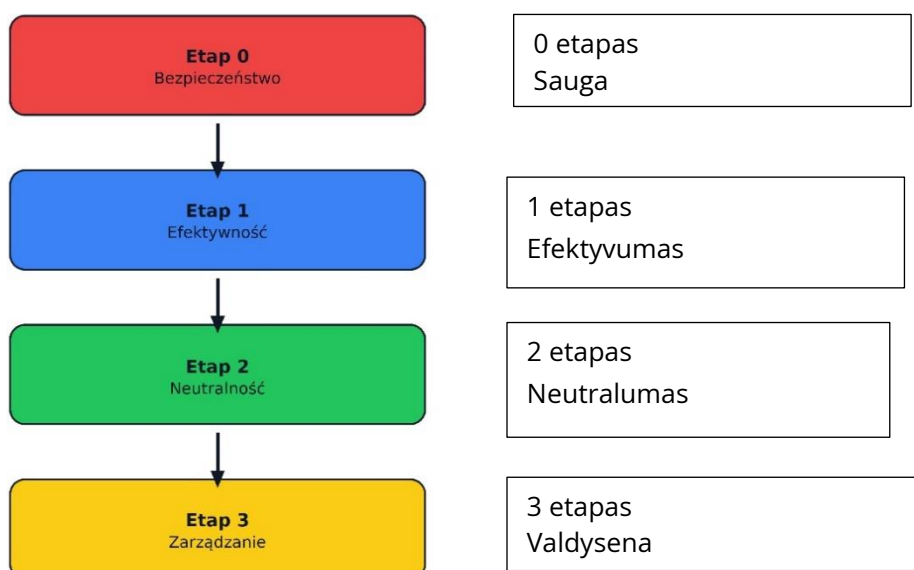 Etap 0
Bezpieczeństwo
0 etapas
Sauga
Etap 1
Efektywność
1 etapas
Efektyvumas
Etap 2
Neutralność
2 etapas
Neutralumas
Etap 3
Zarządzanie
3 etapas
Valdysena